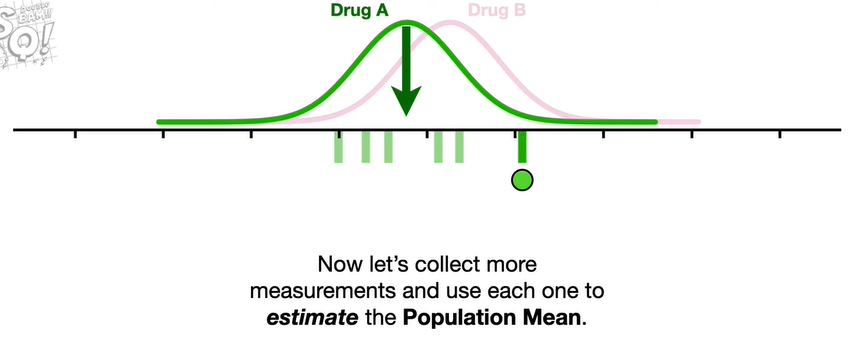 Drug A
Drug B
Now let's collect more
measurements and use each one to
estimate the Population Mean.